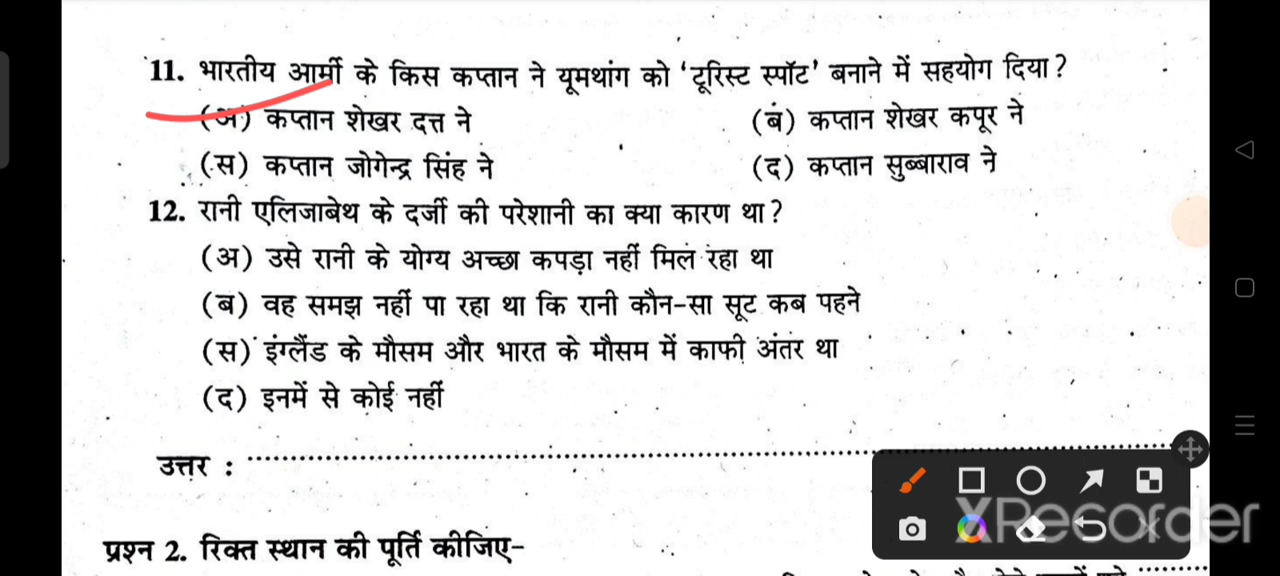 11. भारतीय आर्मी के किस कप्तान ने यूमथांग को ‘टूरिस्ट स्पॉट’ बनाने में सहयोग दिया?
(अ) कप्तान शेखर दत्त ने (ब) कप्तान शेखर कपूर ने
(स) कप्तान जोगेन्द्र सिंह ने (द) कप्तान सुब्बाराव ने
12. रानी एलिजाबेथ के दर्जी की परेशानी का क्या कारण था?
(अ) उसे रानी के योग्य अच्छा कपड़ा नहीं मिल रहा था
(ब) वह समझ नहीं पा रहा था कि रानी कौन-सा सूट कब पहने
(स) इंग्लैंड के मौसम और भारत के मौसम में काफी अंतर था
(द) इनमें से कोई नहीं
उत्तर :
प्रश्न 2. रिक्त स्थान की पूर्ति कीजिए-
XRecorder